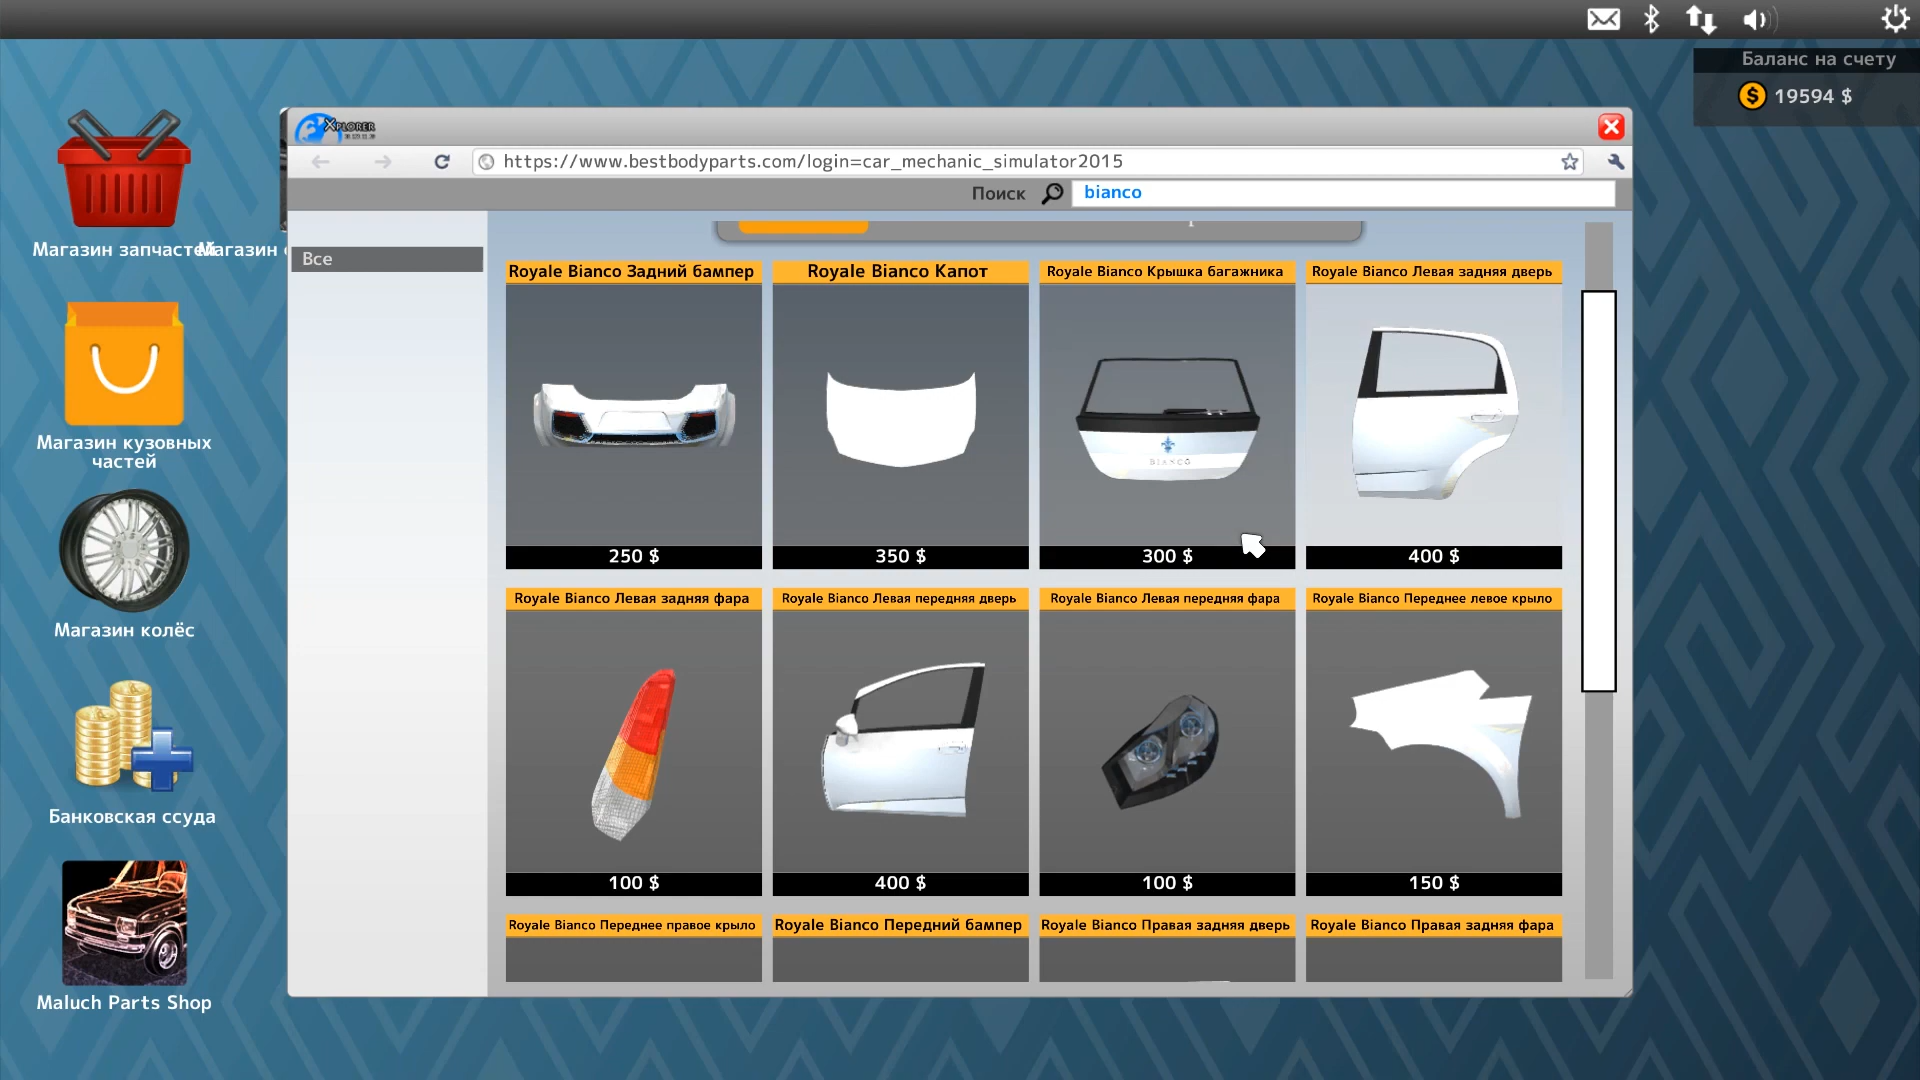 Баланс на счету
19594 $
XPLORER
https://www.bestbodyparts.com/login=car_mechanic_simulator2015
Поиск
bianco
Все
Магазин запчастей
Магазин
Магазин кузовных
частей
Магазин колёс
Банковская ссуда
Maluch Parts Shop
Royale Bianco Задний бампер
Royale Bianco Капот
Royale Bianco Крышка багажника
Royale Bianco Левая задняя дверь
BIANCO
250 $
350 $
300 $
400 $
Royale Bianco Левая задняя фара
Royale Bianco Левая передняя дверь
Royale Bianco Левая передняя фара
Royale Bianco Переднее левое крыло
100 $
400 $
100 $
150 $
Royale Bianco Переднее правое крыло
Royale Bianco Передний бампер
Royale Bianco Правая задняя дверь
Royale Bianco Правая задняя фара